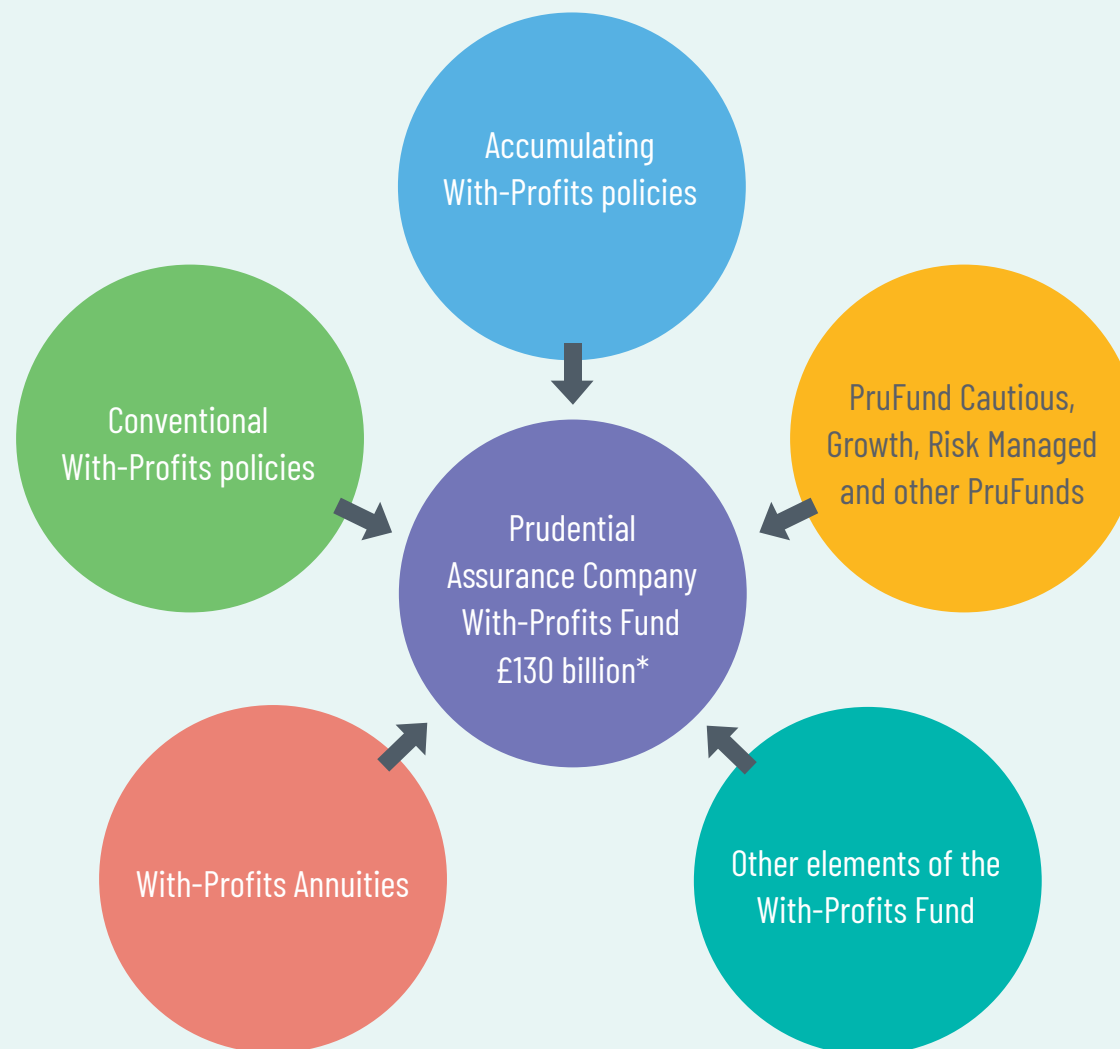 Accumulating
With-Profits policies
Conventional
With-Profits policies
PruFund Cautious,
Growth, Risk Managed
and other PruFunds
Prudential
Assurance Company
With-Profits Fund
£130 billion*
With-Profits Annuities
Other elements of the
With-Profits Fund